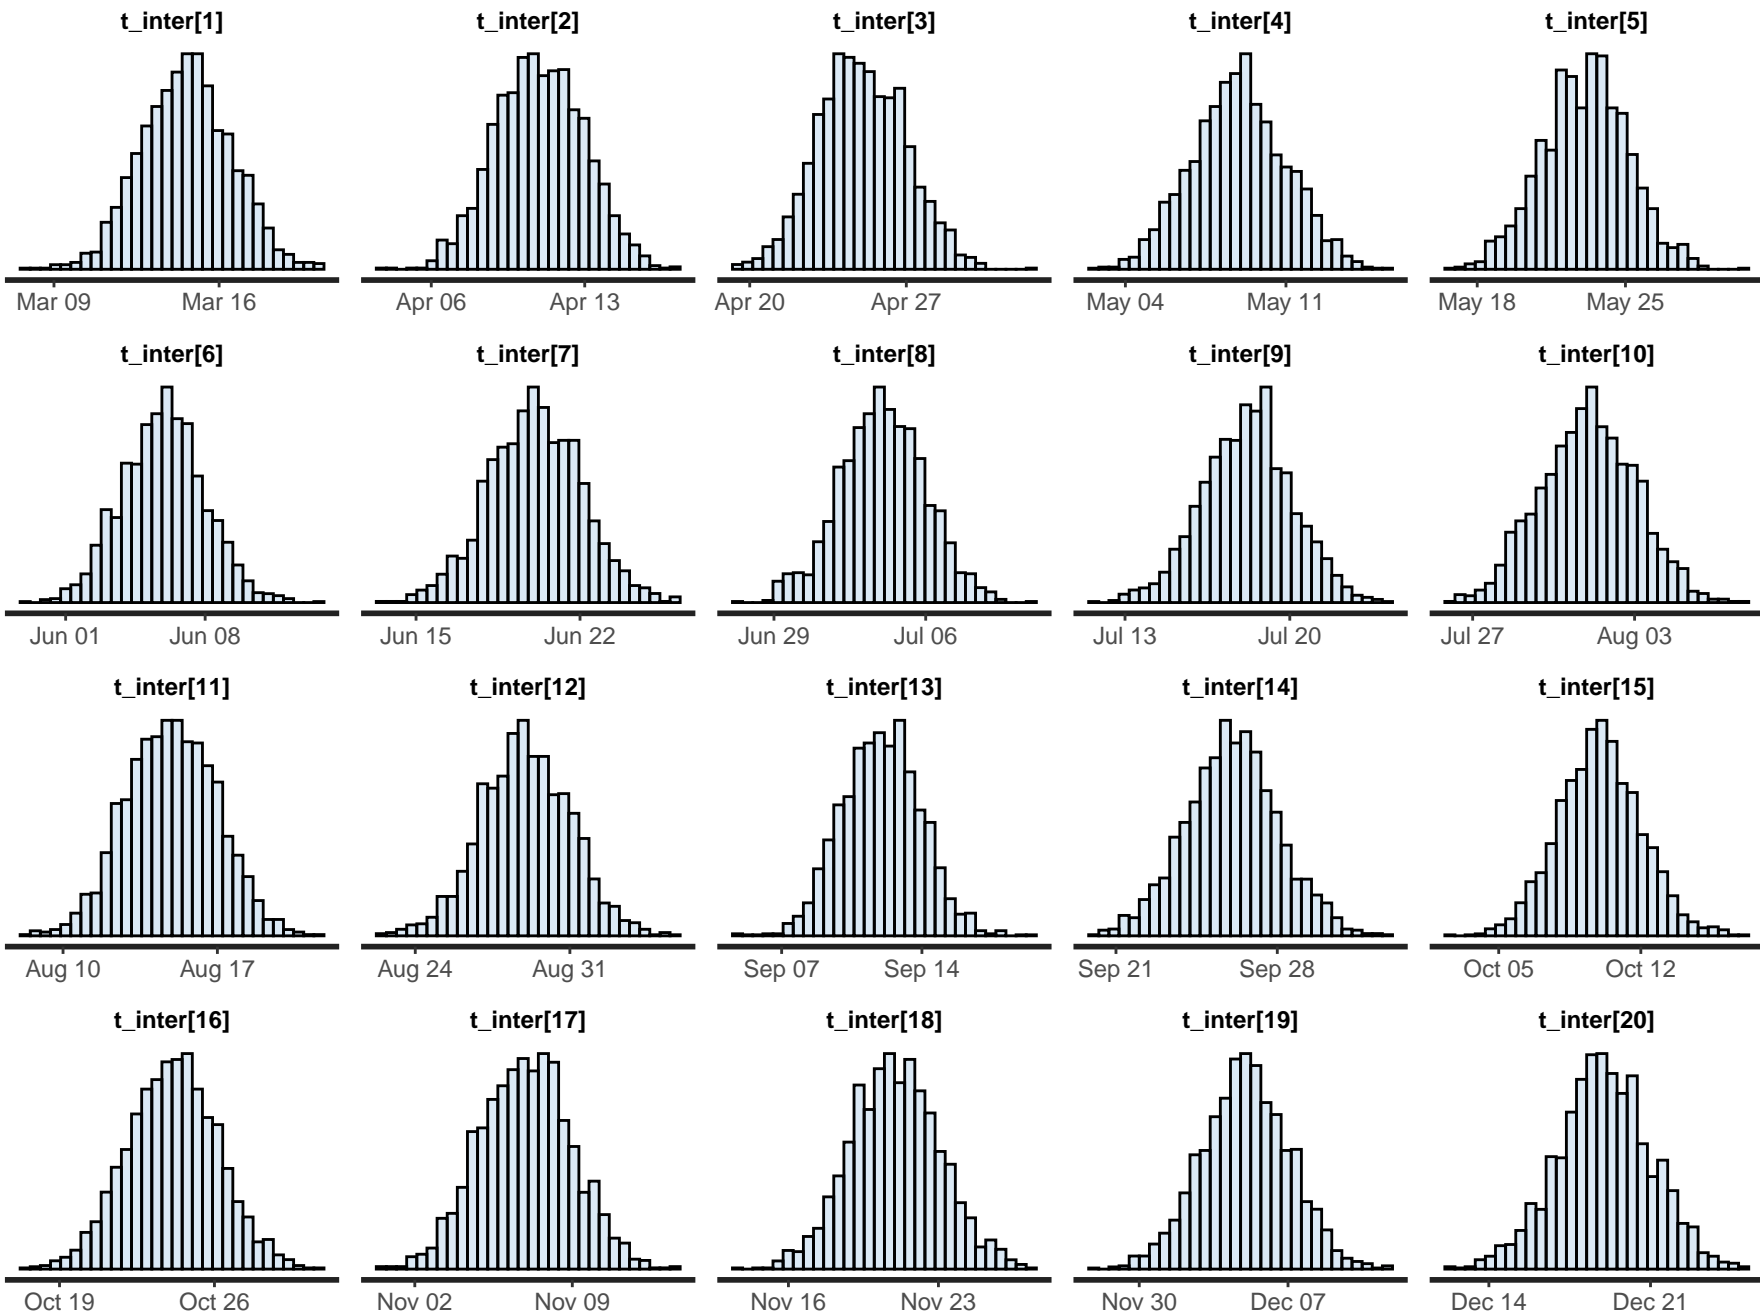 t_inter[1] t_inter[2] t_inter[3] t_inter[4] t_inter[5]
Mar 09 Mar 16 Apr 06 Apr 13 Apr 20 Apr 27 May 04 May 11 May 18 May 25
t_inter[6] t_inter[7] t_inter[8] t_inter[9] t_inter[10]
Jun 01 Jun 08 Jun 15 Jun 22 Jun 29 Jul 06 Jul 13 Jul 20 Jul 27 Aug 03
t_inter[11] t_inter[12] t_inter[13] t_inter[14] t_inter[15]
Aug 10 Aug 17 Aug 24 Aug 31 Sep 07 Sep 14 Sep 21 Sep 28 Oct 05 Oct 12
t_inter[16] t_inter[17] t_inter[18] t_inter[19] t_inter[20]
Oct 19 Oct 26 Nov 02 Nov 09 Nov 16 Nov 23 Nov 30 Dec 07 Dec 14 Dec 21